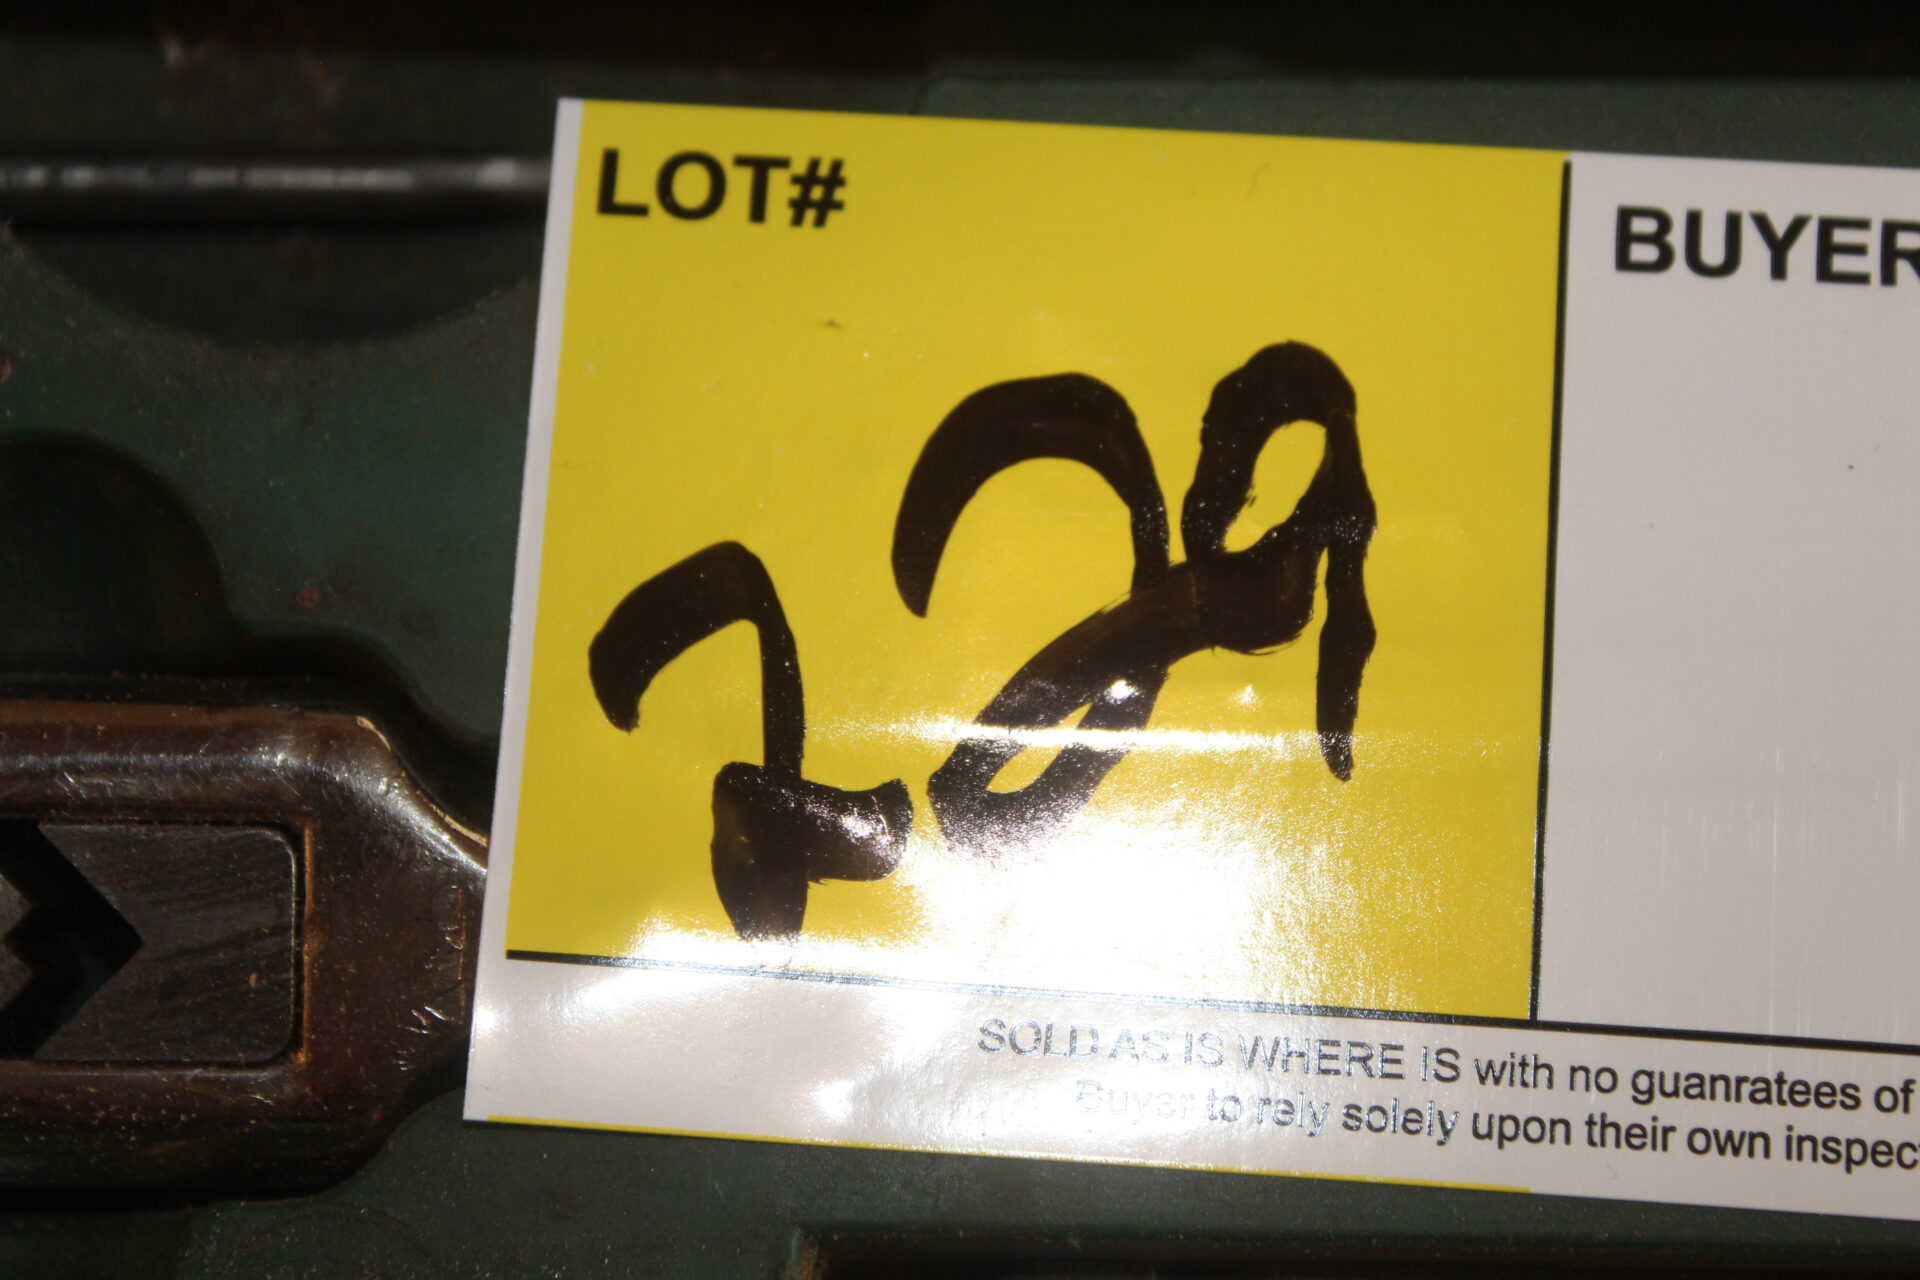 LOT#
BUYER
229
SOLD AS IS WHERE IS with no guanratees of
Buyer to rely solely upon their own inspec